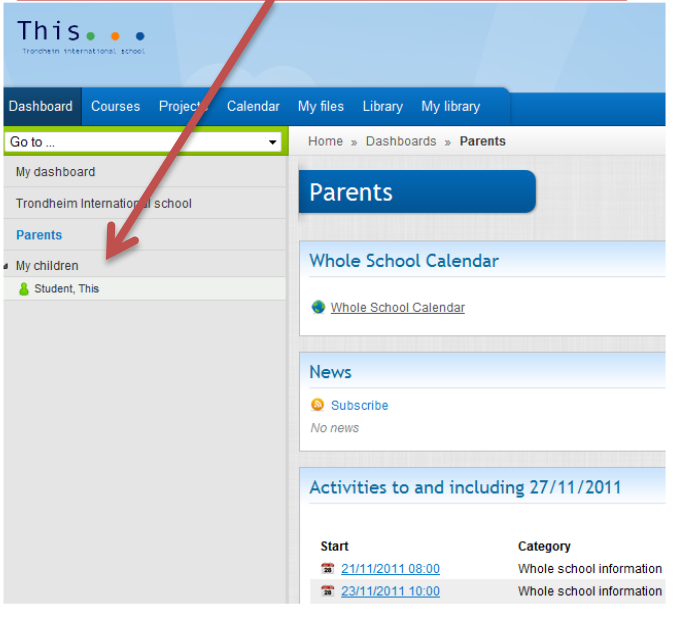 This
Trondheim international school
Dashboard Courses Projects Calendar My files Library My library
Go to ...
Home » Dashboards » Parents
My dashboard
Trondheim International school
Parents
My children
Student, This
Parents
Whole School Calendar
Whole School Calendar
News
Subscribe
No news
Activities to and including 27/11/2011
Start Category
21/11/2011 08:00 Whole school information
23/11/2011 10:00 Whole school information